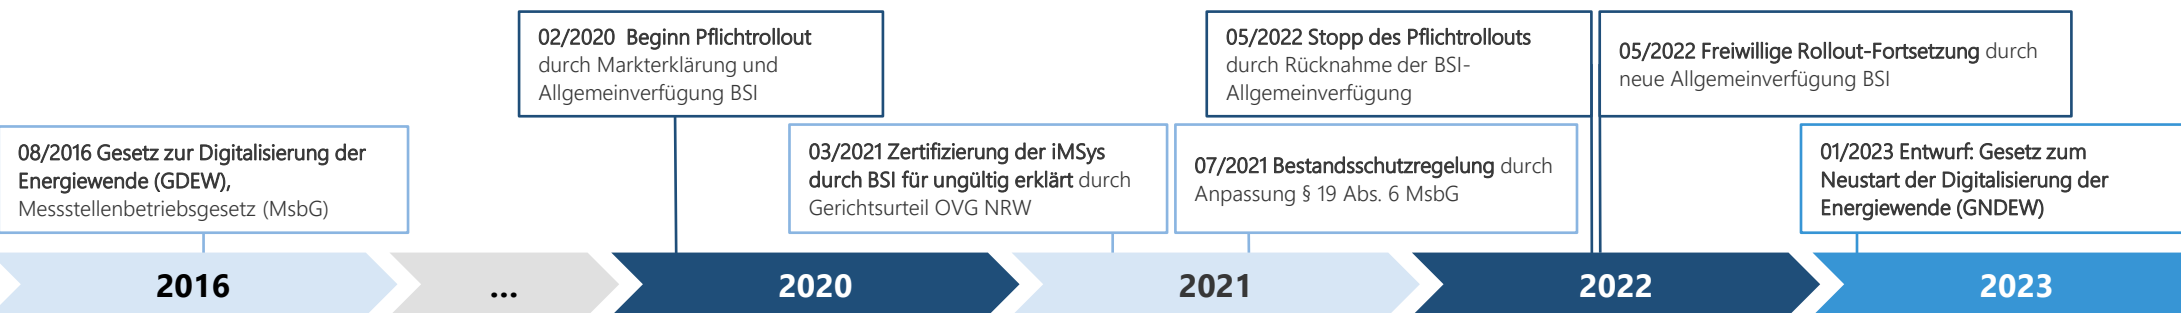 02/2020 Beginn Pflichtrollout
durch Markterklärung und
Allgemeinverfügung BSI
05/2022 Stopp des Pflichtrollouts
durch Rücknahme der BSI-
Allgemeinverfügung
05/2022 Freiwillige Rollout-Fortsetzung durch
neue Allgemeinverfügung BSI
08/2016 Gesetz zur Digitalisierung der
Energiewende (GDEW),
Messstellenbetriebsgesetz (MsbG)
03/2021 Zertifizierung der iMSys
durch BSI für ungültig erklärt durch
Gerichtsurteil OVG NRW
07/2021 Bestandsschutzregelung durch
Anpassung § 19 Abs. 6 MsbG
01/2023 Entwurf: Gesetz zum
Neustart der Digitalisierung der
Energiewende (GNDEW)
2016
...
2020
2021
2022
2023